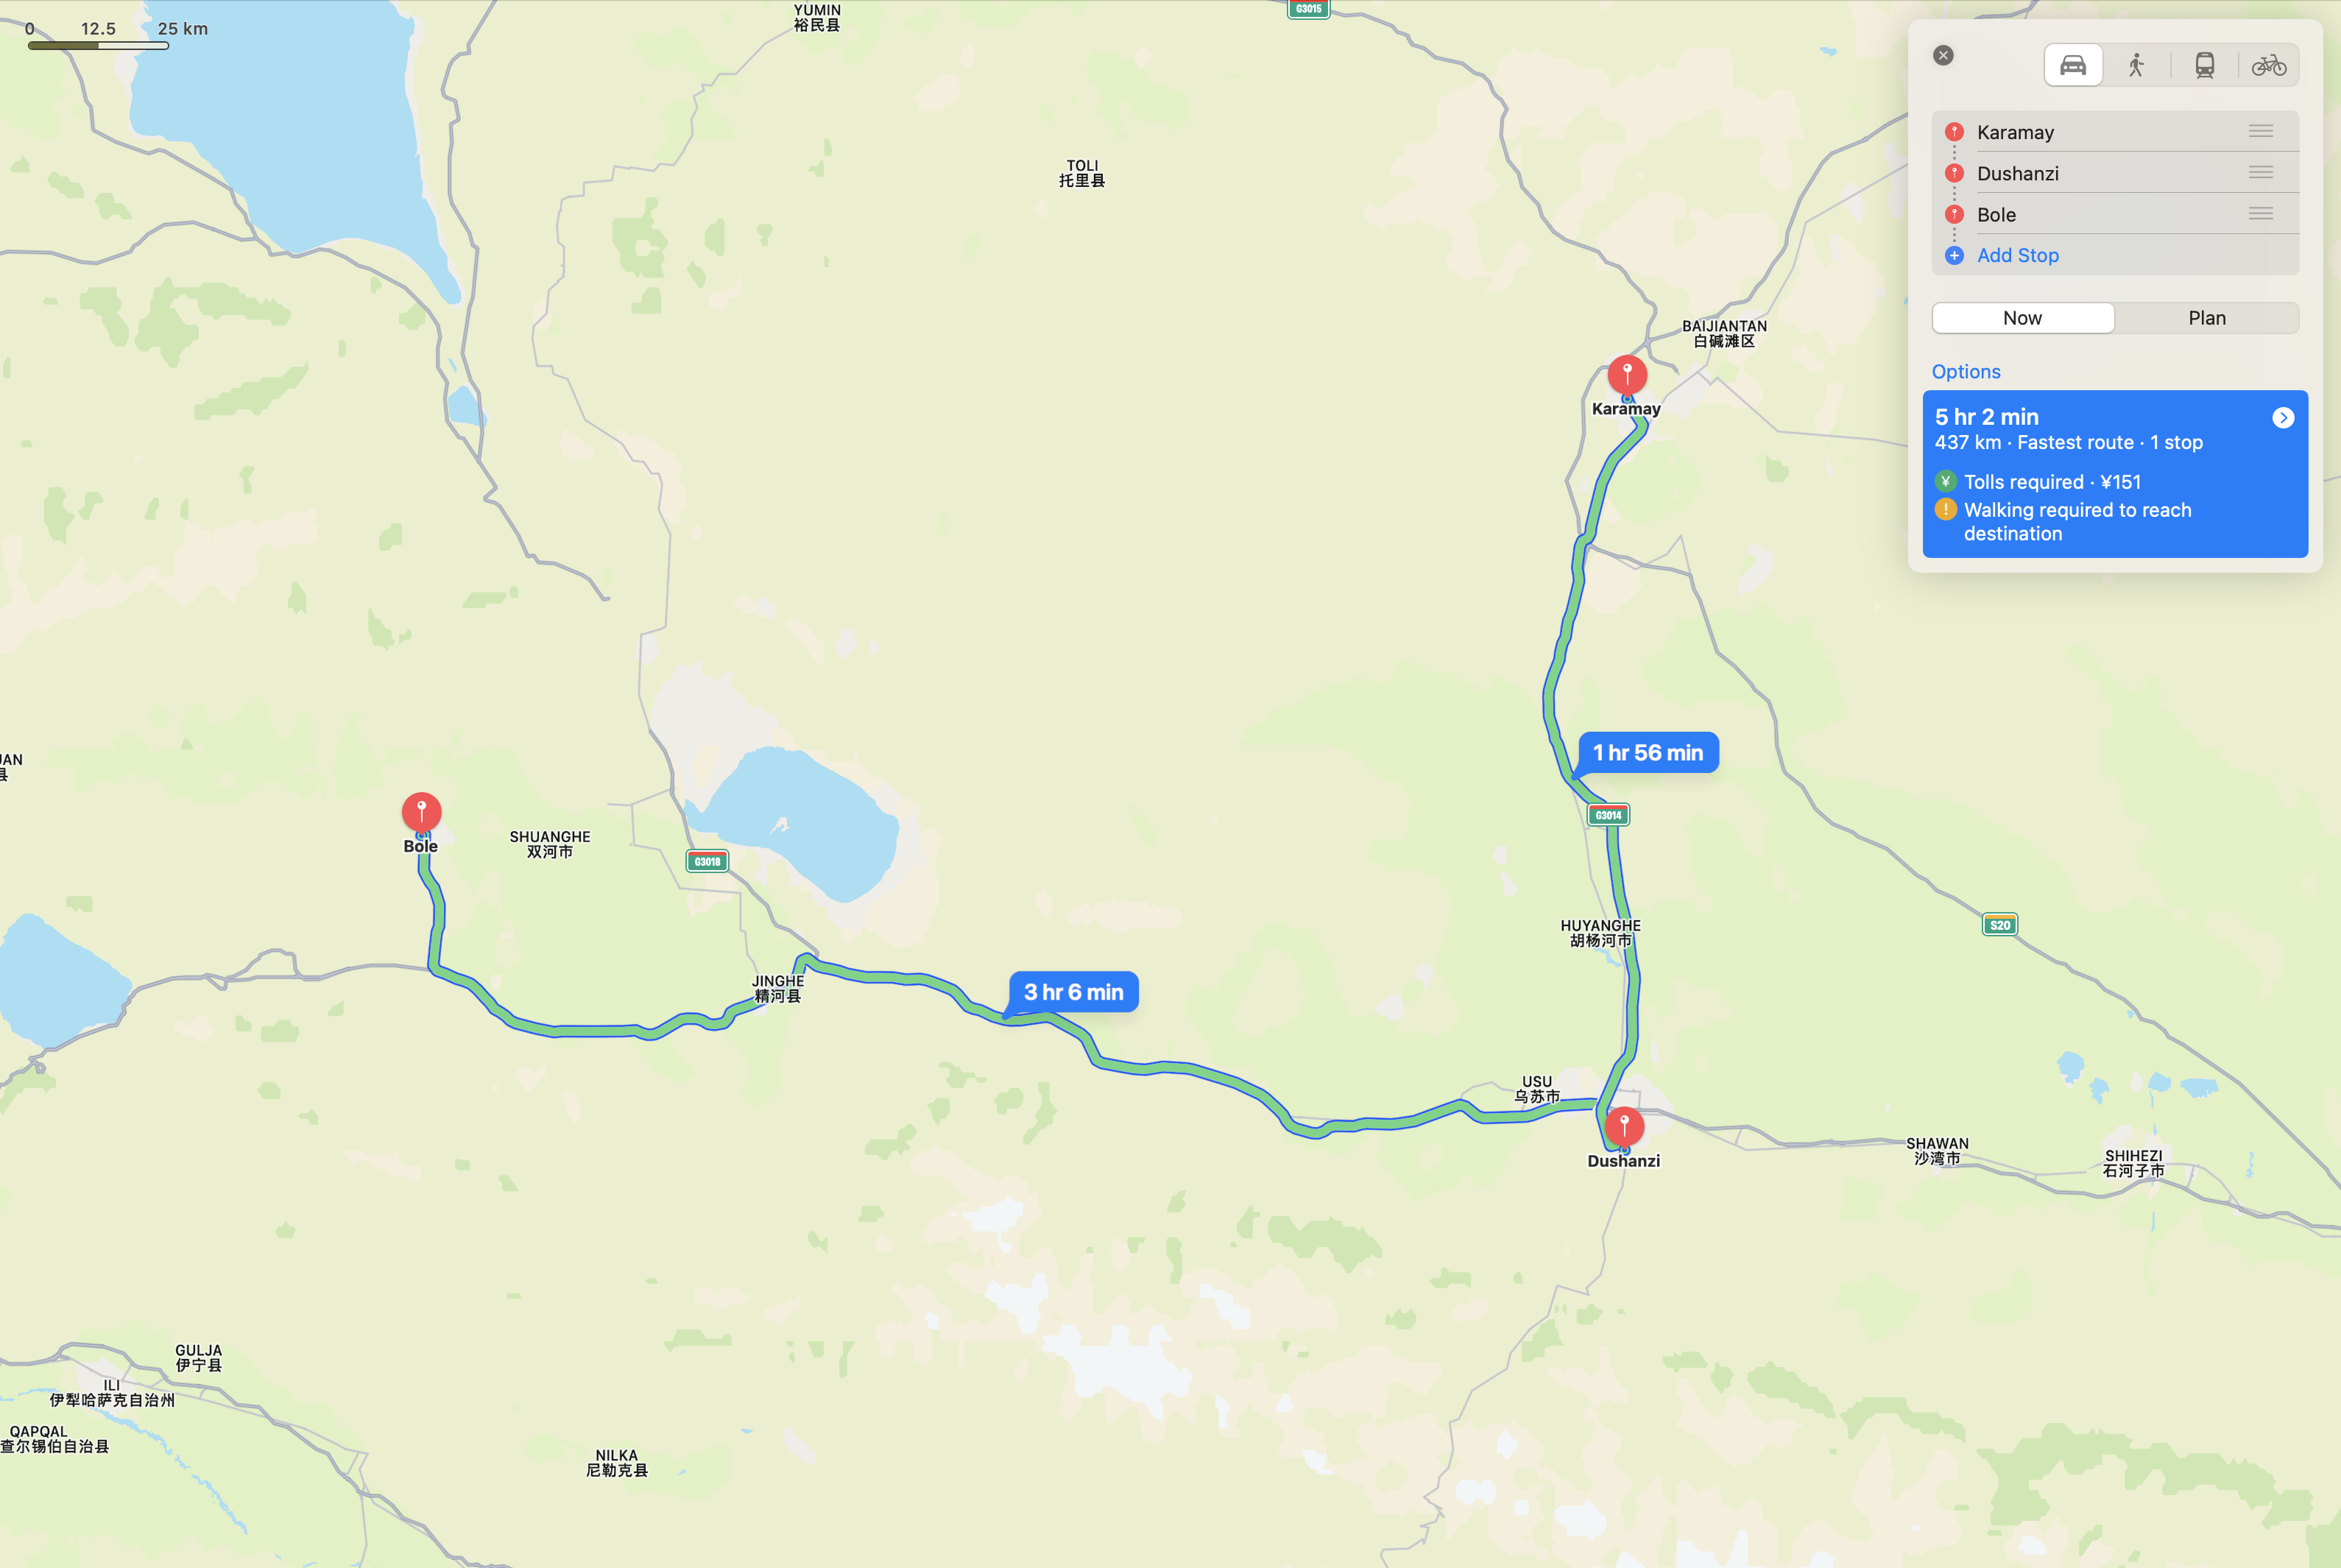 0 12.5 25 km
YUMIN
裕民县
G3015
TOLI
托里县
BAIJIANTAN
白碱滩区
Karamay
1 hr 56 min
G3014
HUYANGHE
胡杨河市
S20
UAN
县
Bole
SHUANGHE
双河市
G3018
JINGHE
精河县
3 hr 6 min
USU
乌苏市
Dushanzi
SHAWAN
沙湾市
SHIHEZI
石河子市
GULJA
伊宁县
ILI
伊犁哈萨克自治州
QAPQAL
查尔锡伯自治县
NILKA
尼勒克县
Karamay
Dushanzi
Bole
Add Stop
Now Plan
Options
5 hr 2 min
437 km · Fastest route · 1 stop
¥ Tolls required · ¥151
! Walking required to reach
destination